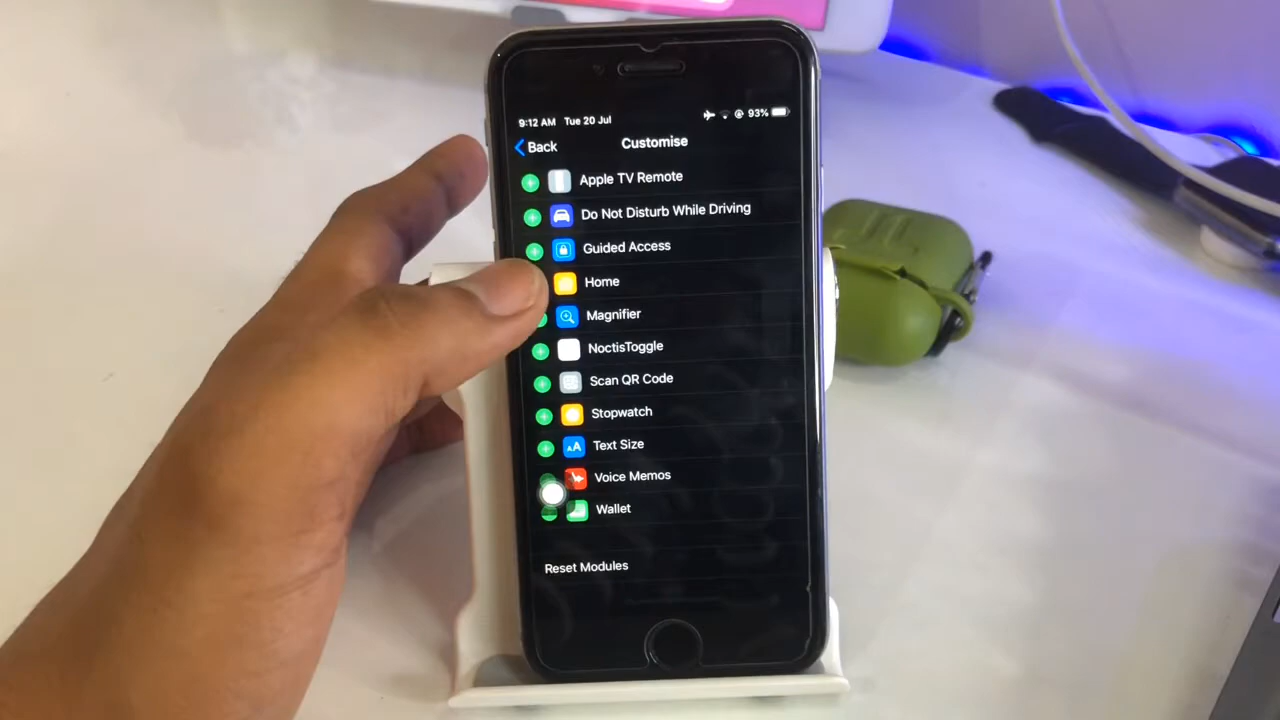 9:12 AM Tue 20 Jul 93%
Back Customise
Apple TV Remote
Do Not Disturb While Driving
Guided Access
Home
Magnifier
NoctisToggle
Scan QR Code
Stopwatch
AA Text Size
Voice Memos
Wallet
Reset Modules